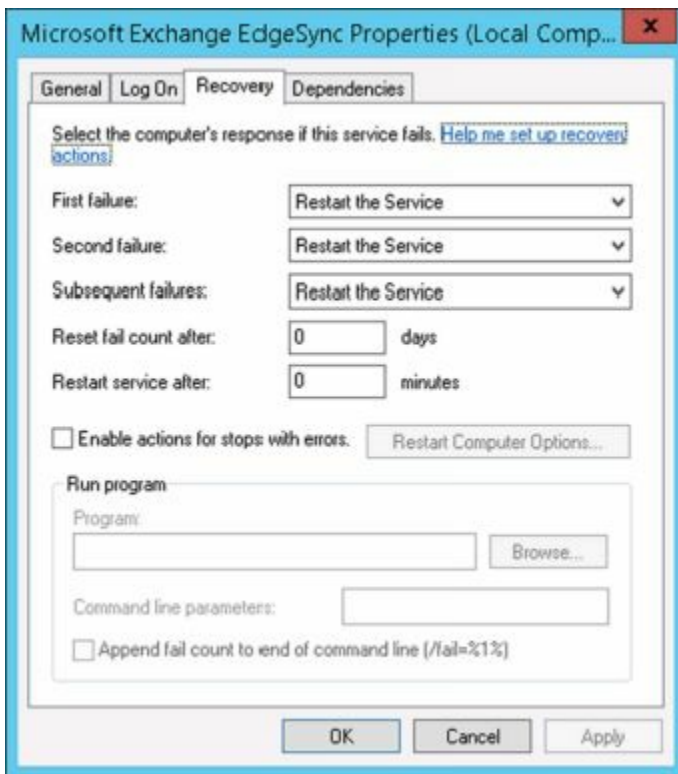 Microsoft Exchange EdgeSync Properties (Local Comp...
General Log On Recovery Dependencies
Select the computer's response if this service fails. Help me set up recovery
actions.
First failure: Restart the Service
Second failure: Restart the Service
Subsequent failures: Restart the Service
Reset fail count after: 0 days
Restart service after: 0 minutes
Enable actions for stops with errors. Restart Computer Options...
Run program
Program:
Browse...
Command line parameters:
Append fail count to end of command line (/fail=%1%)
OK Cancel Apply